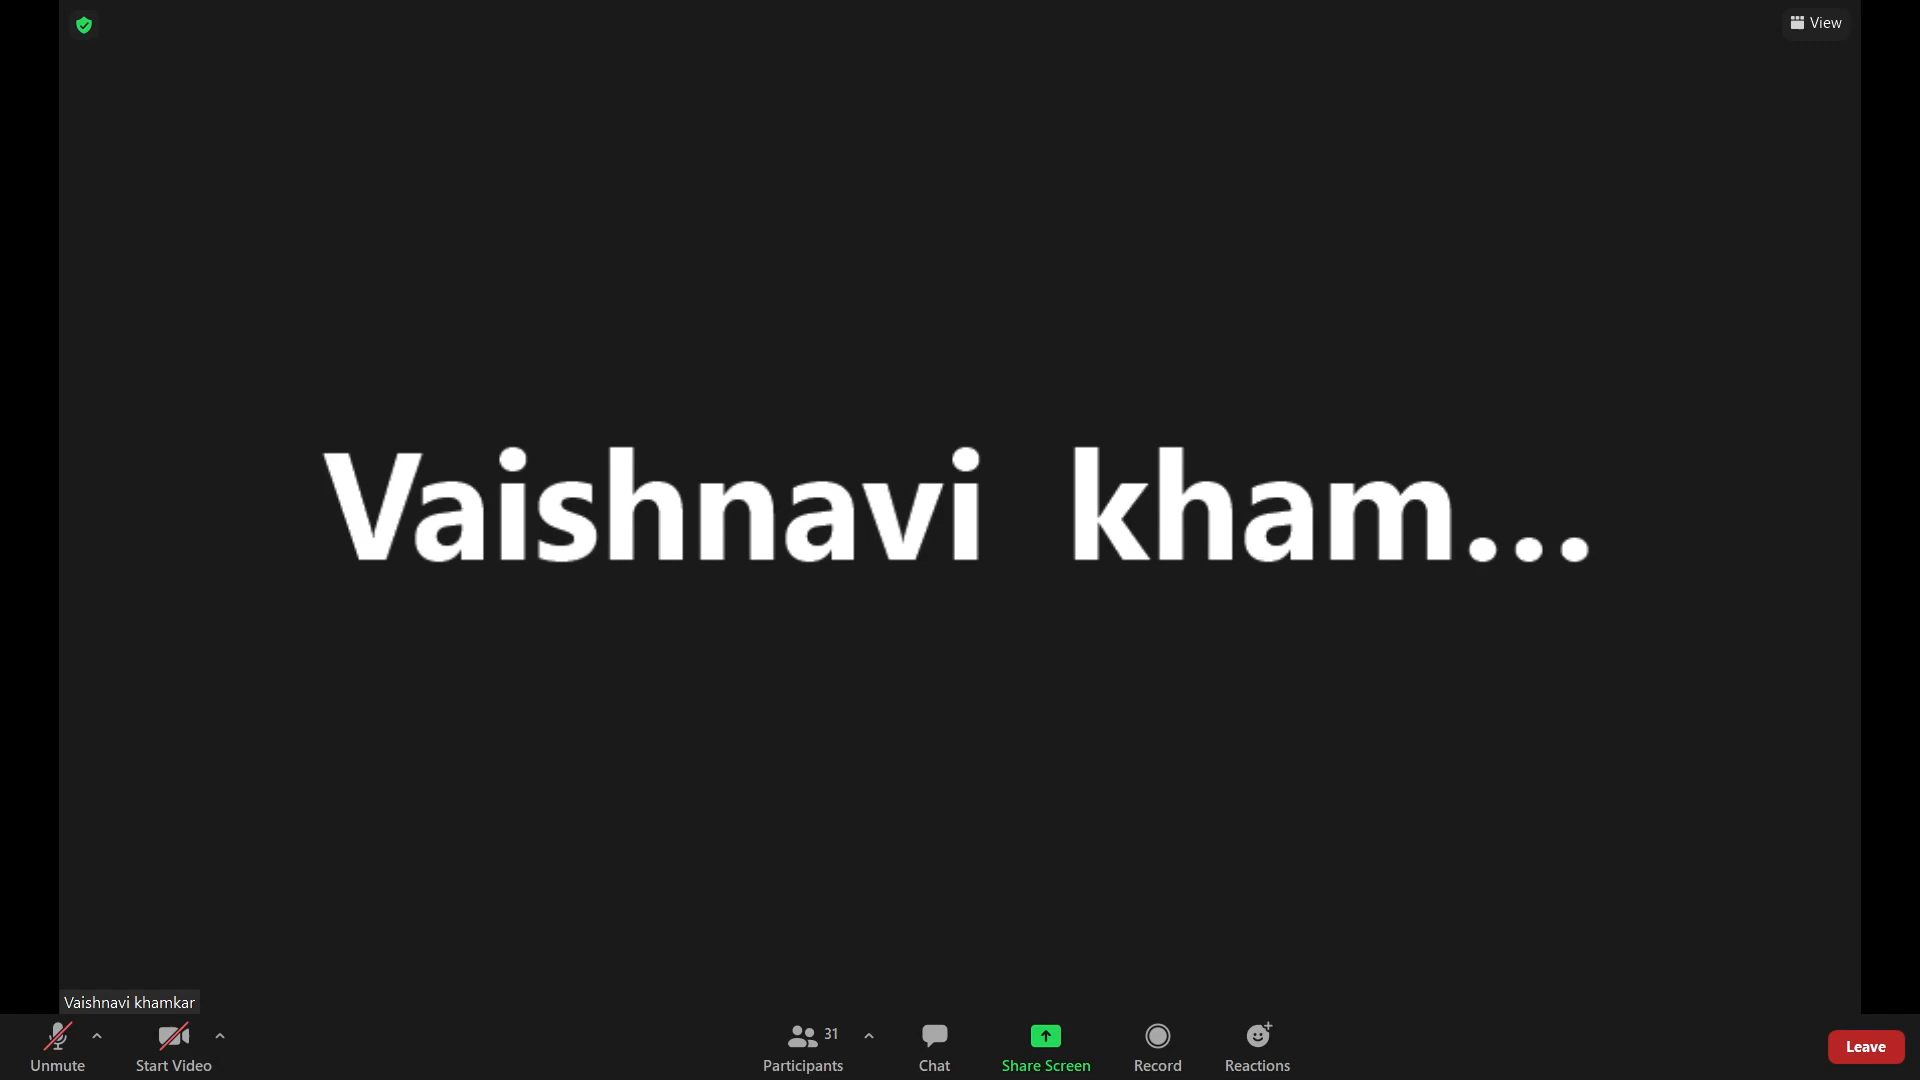 View
Vaishnavi kham...
Vaishnavi khamkar
31
Unmute
Start Video
Participants
Chat
Share Screen
Record
Reactions
Leave